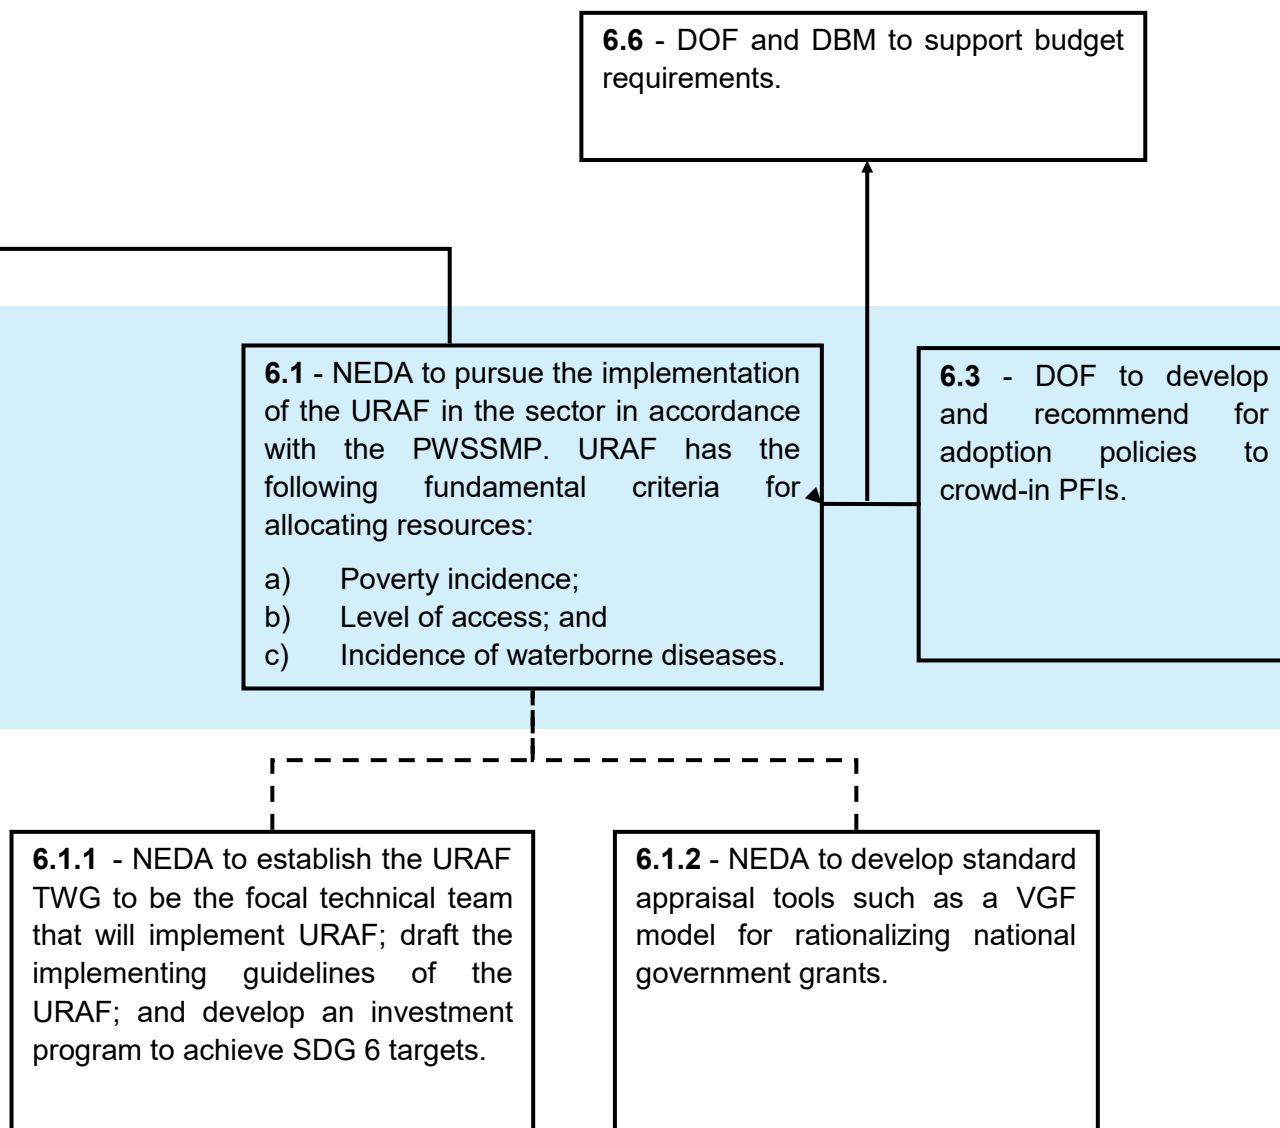 6.6 - DOF and DBM to support budget
requirements.
6.1 - NEDA to pursue the implementation
of the URAF in the sector in accordance
with the PWSSMP. URAF has the
following fundamental criteria for
allocating resources:
a) Poverty incidence;
b) Level of access; and
c) Incidence of waterborne diseases.
6.3 - DOF to develop
and recommend for
adoption policies to
crowd-in PFIs.
6.1.1 - NEDA to establish the URAF
TWG to be the focal technical team
that will implement URAF; draft the
implementing guidelines of the
URAF; and develop an investment
program to achieve SDG 6 targets.
6.1.2 - NEDA to develop standard
appraisal tools such as a VGF
model for rationalizing national
government grants.